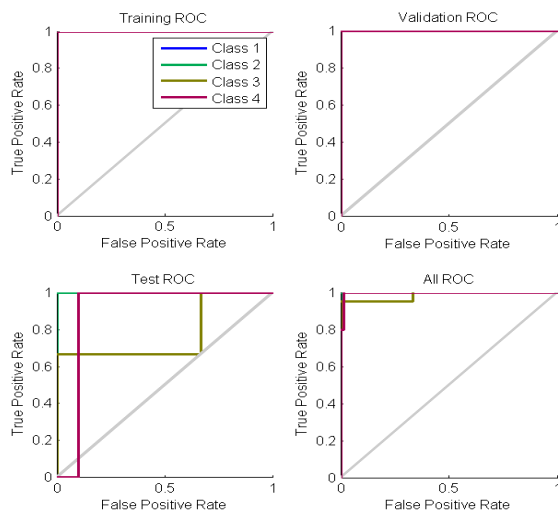 Training ROC
True Positive Rate
1
0.8
0.6
0.4
0.2
0
0
0.5
1
False Positive Rate
Class 1
Class 2
Class 3
Class 4
Validation ROC
True Positive Rate
1
0.8
0.6
0.4
0.2
0
0
0.5
1
False Positive Rate
Test ROC
True Positive Rate
1
0.8
0.6
0.4
0.2
0
0
0.5
1
False Positive Rate
All ROC
True Positive Rate
1
0.8
0.6
0.4
0.2
0
0
0.5
1
False Positive Rate